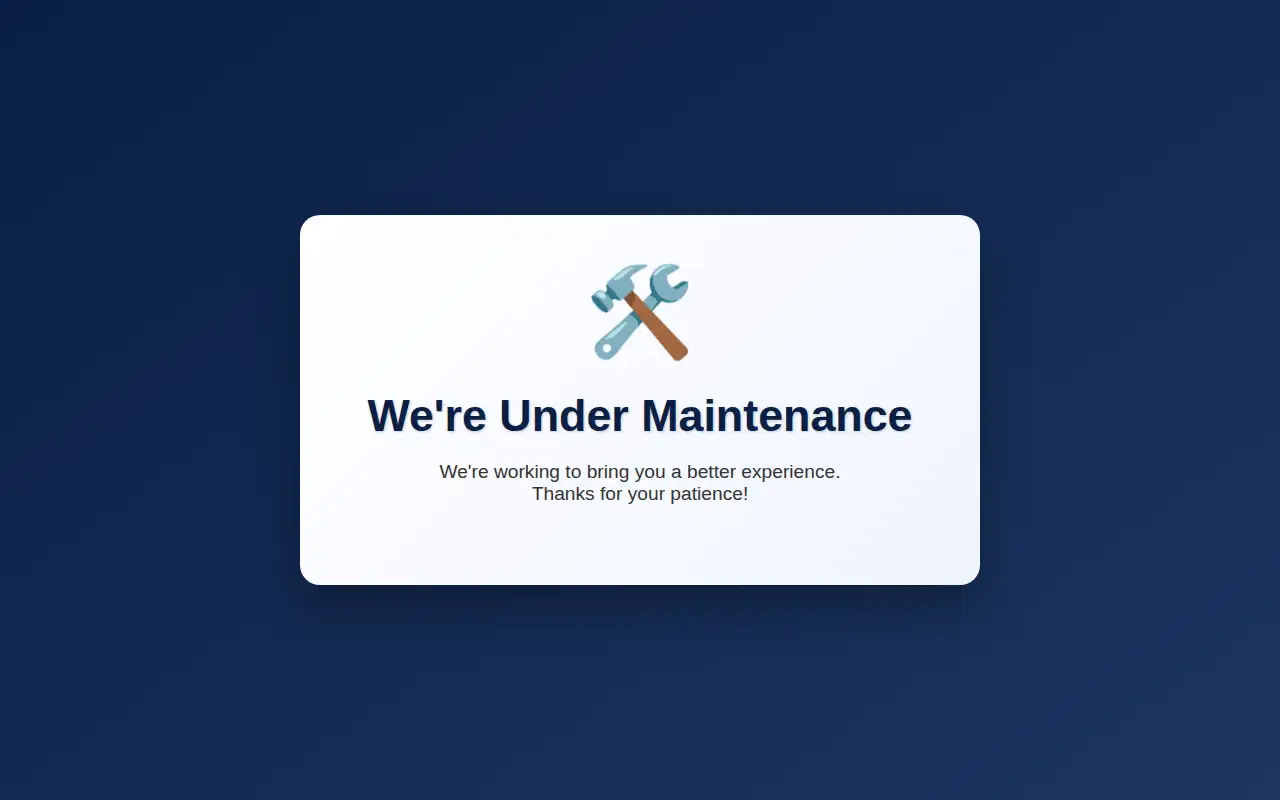 We're Under Maintenance
We're working to bring you a better experience.
Thanks for your patience!